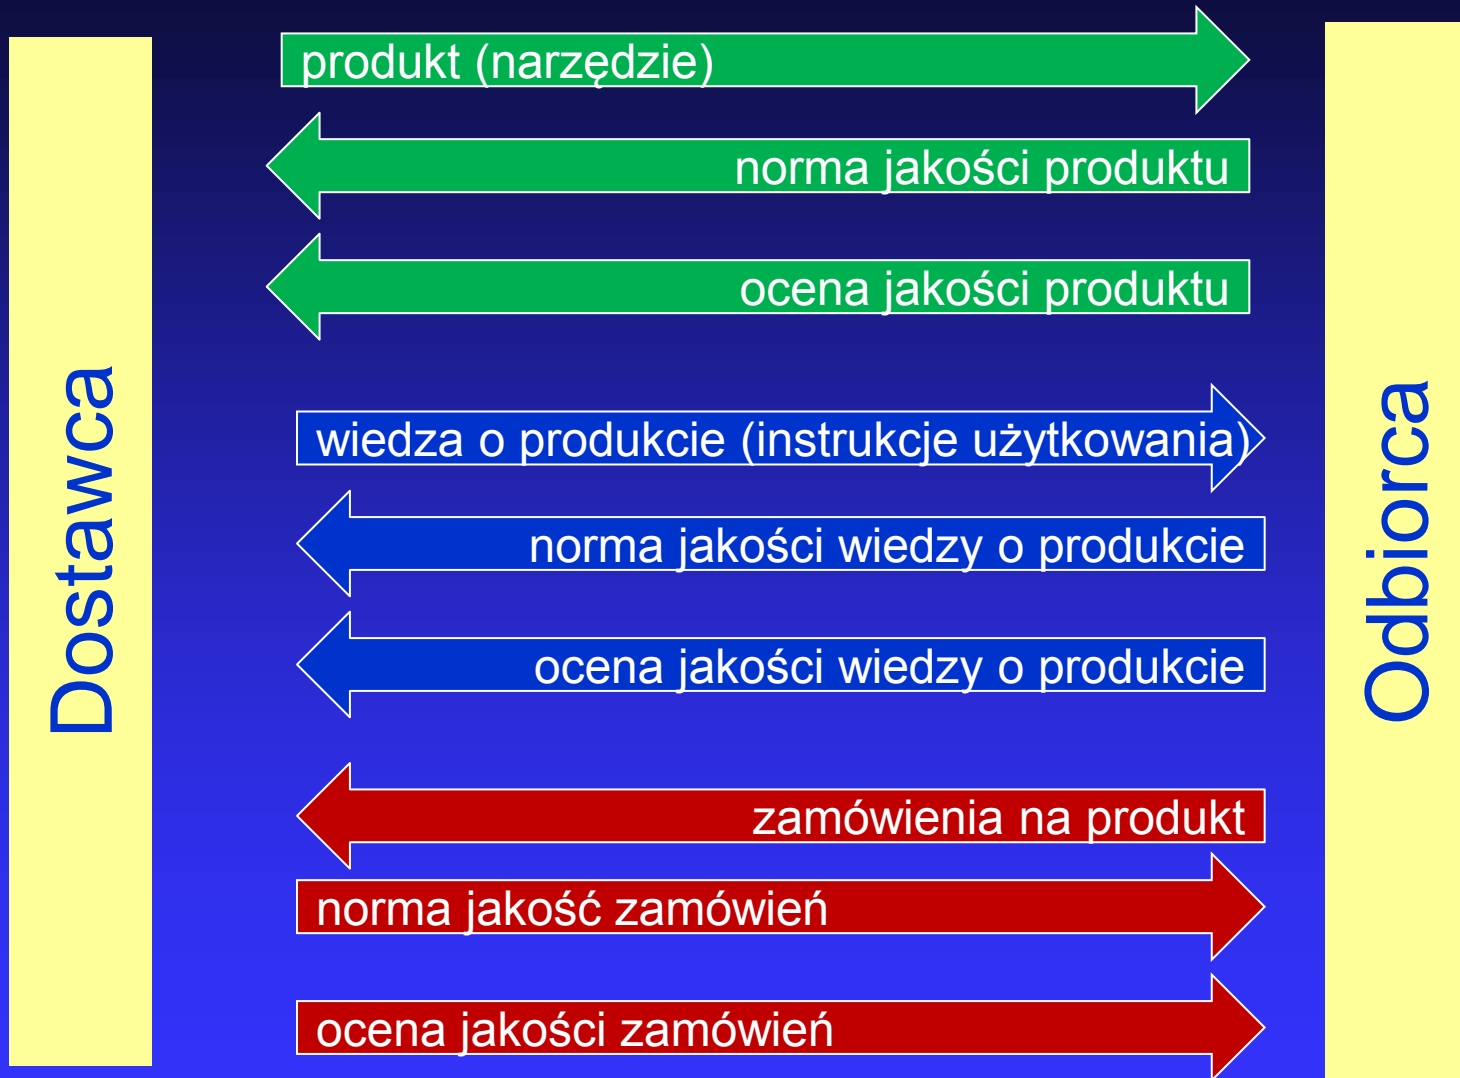 Dostawca
produkt (narzędzie)
norma jakości produktu
ocena jakości produktu
wiedza o produkcie (instrukcje użytkowania)
norma jakości wiedzy o produkcie
ocena jakości wiedzy o produkcie
zamówienia na produkt
norma jakość zamówień
ocena jakości zamówień
Odbiorca